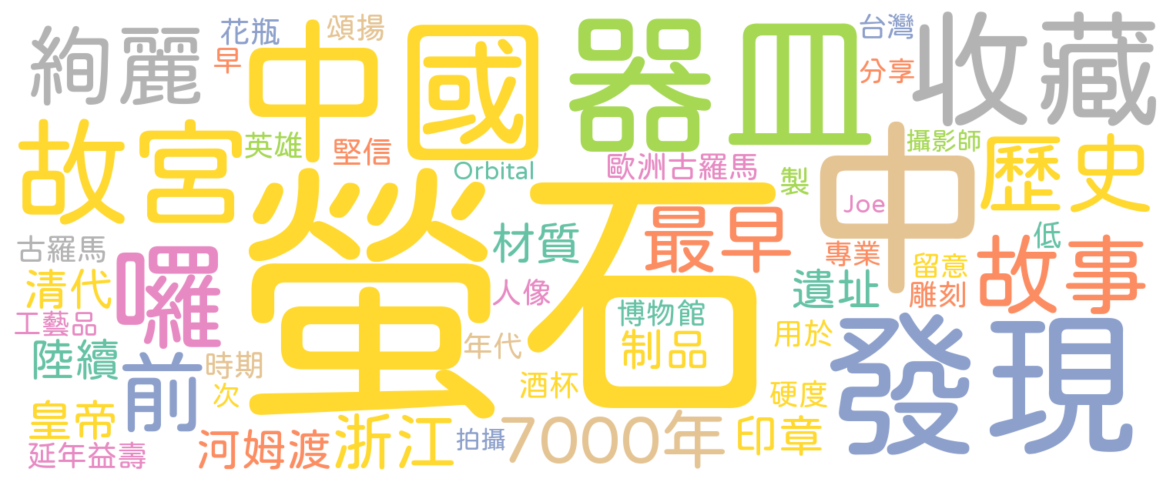 絢麗
花瓶
早
頌揚
中國
器皿
台灣
分享
收藏
故宮
英雄
堅信
Orbital
歐洲古羅馬
製
中
Joe
攝影師
歷史
螢石
古羅馬
清代
囉
材質
最早
專業
低
留意
故事
工藝品
人像
博物館
遺址
雕刻
陸續
前
時期
年代
制品
用於
發現
次
酒杯
硬度
皇帝
延年益壽
河姆渡
浙江
拍攝
7000年
印章